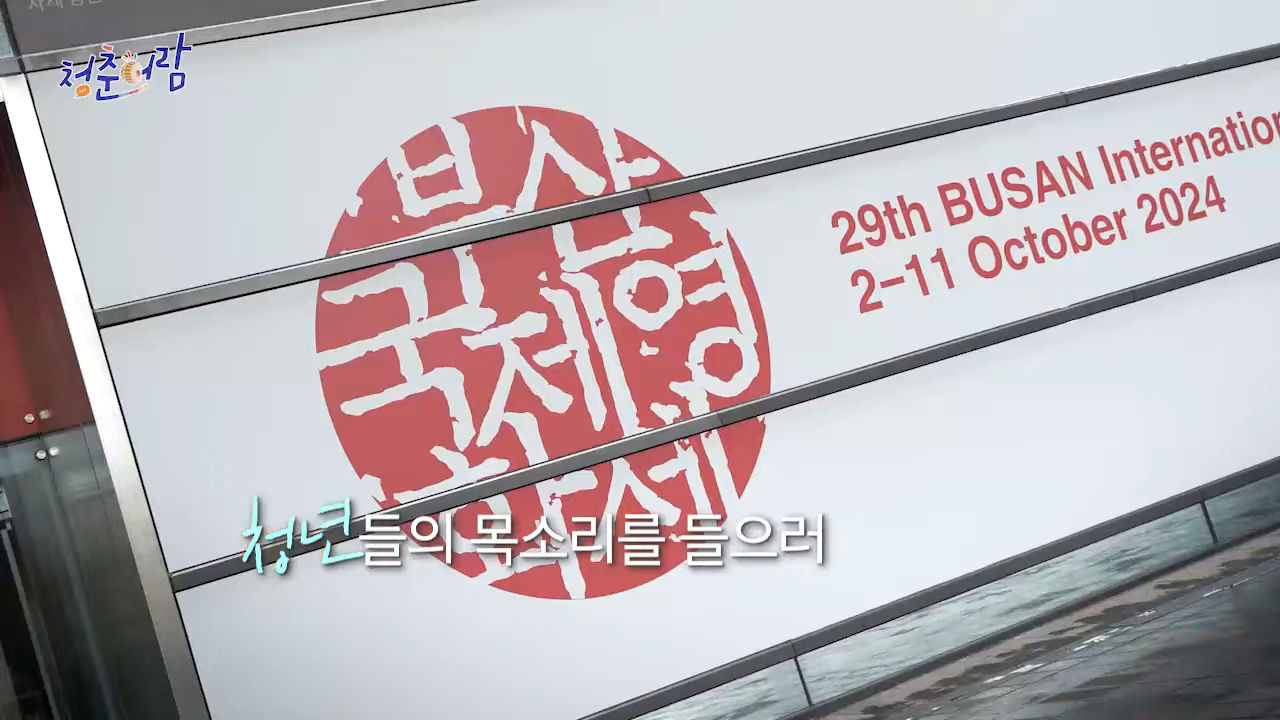 청춘어람
부산
국제영
화제
29th BUSAN Internation
2-11 October 2024
청년들의 목소리를 들으러